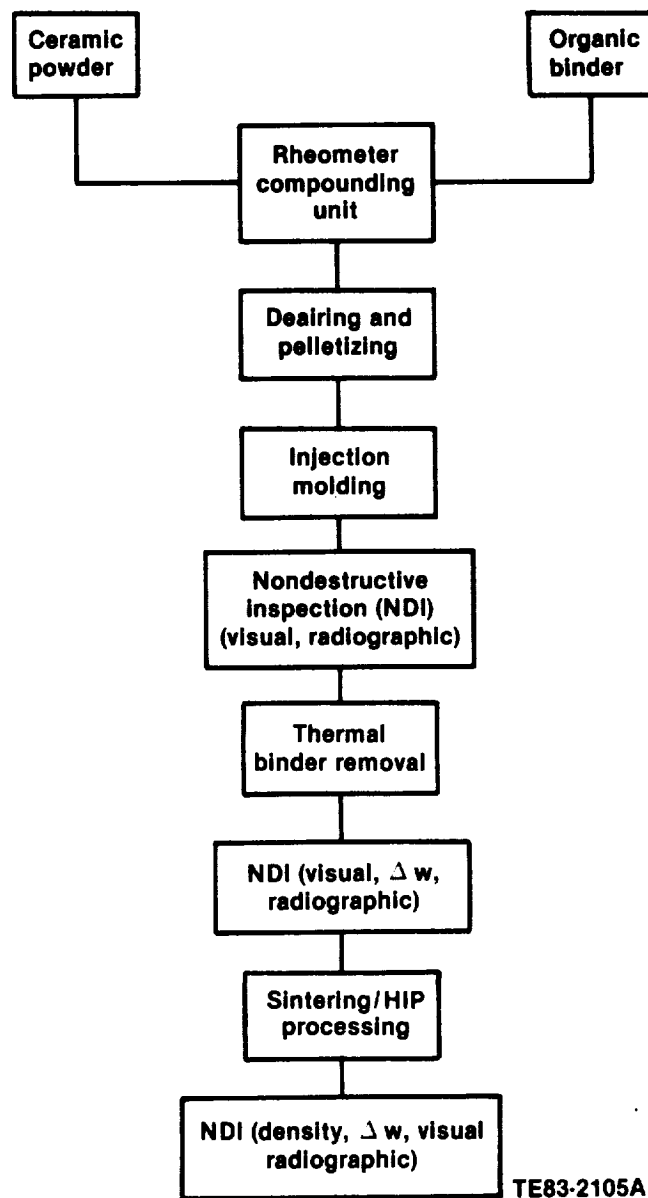 Ceramic
powder
Organic
binder
Rheometer
compounding
unit
Deairing and
pelletizing
Injection
molding
Nondestructive
inspection (NDI)
(visual, radiographic)
Thermal
binder removal
NDI (visual, Δ w,
radiographic)
Sintering/HIP
processing
NDI (density, Δ w, visual
radiographic)
TE83-2105A